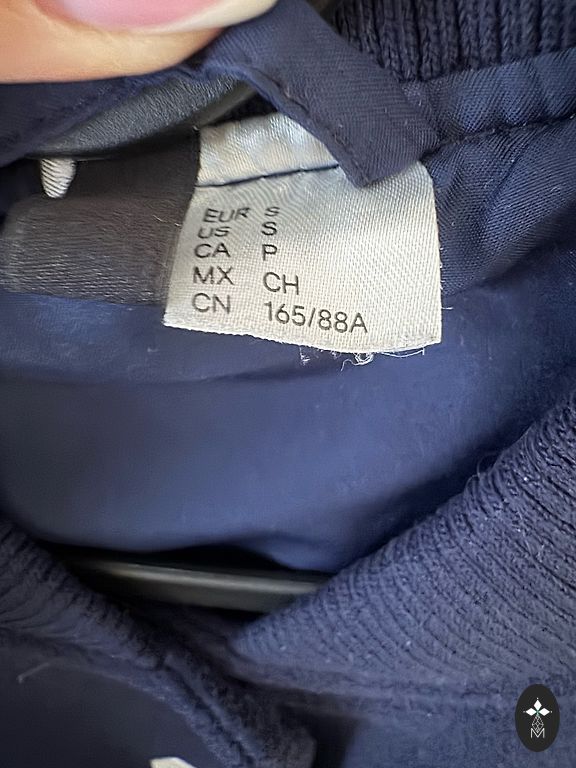 EUR S
US S
CA P
MX CH
CN 165/88A
M